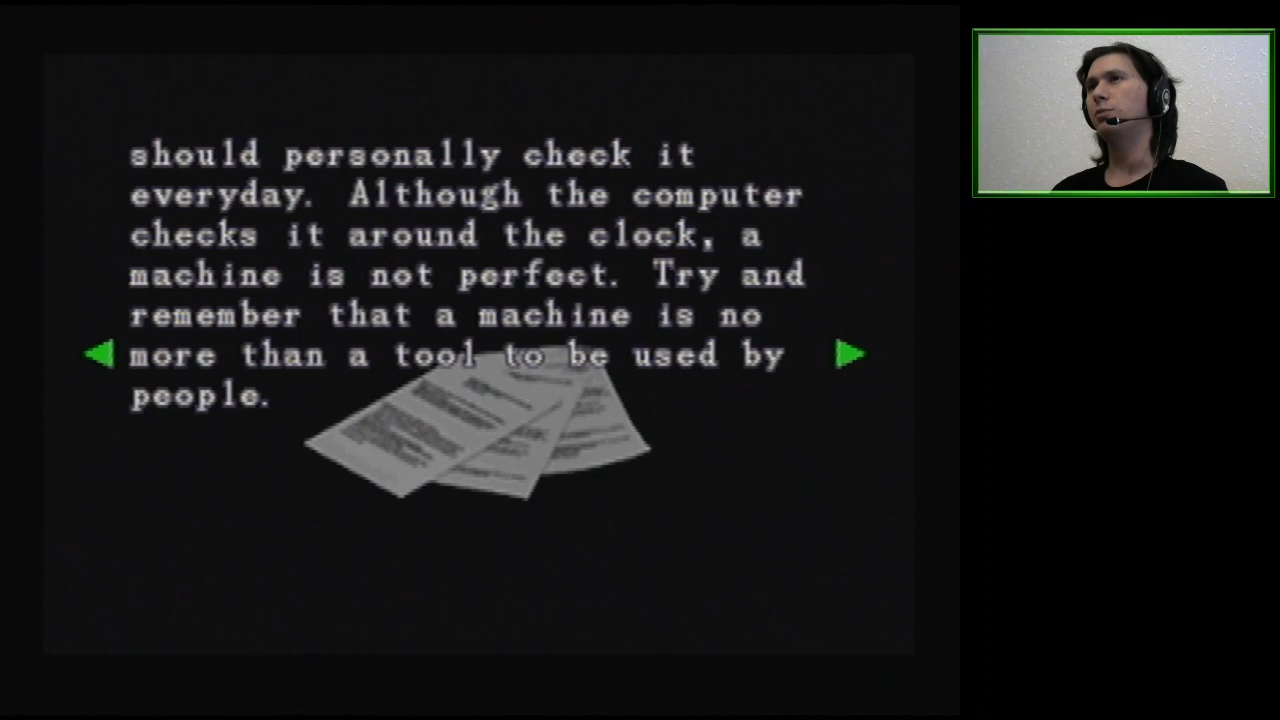 should personally check it
everyday. Although the computer
checks it around the clock, a
machine is not perfect. Try and
remember that a machine is no
more than a tool to be used by
people.